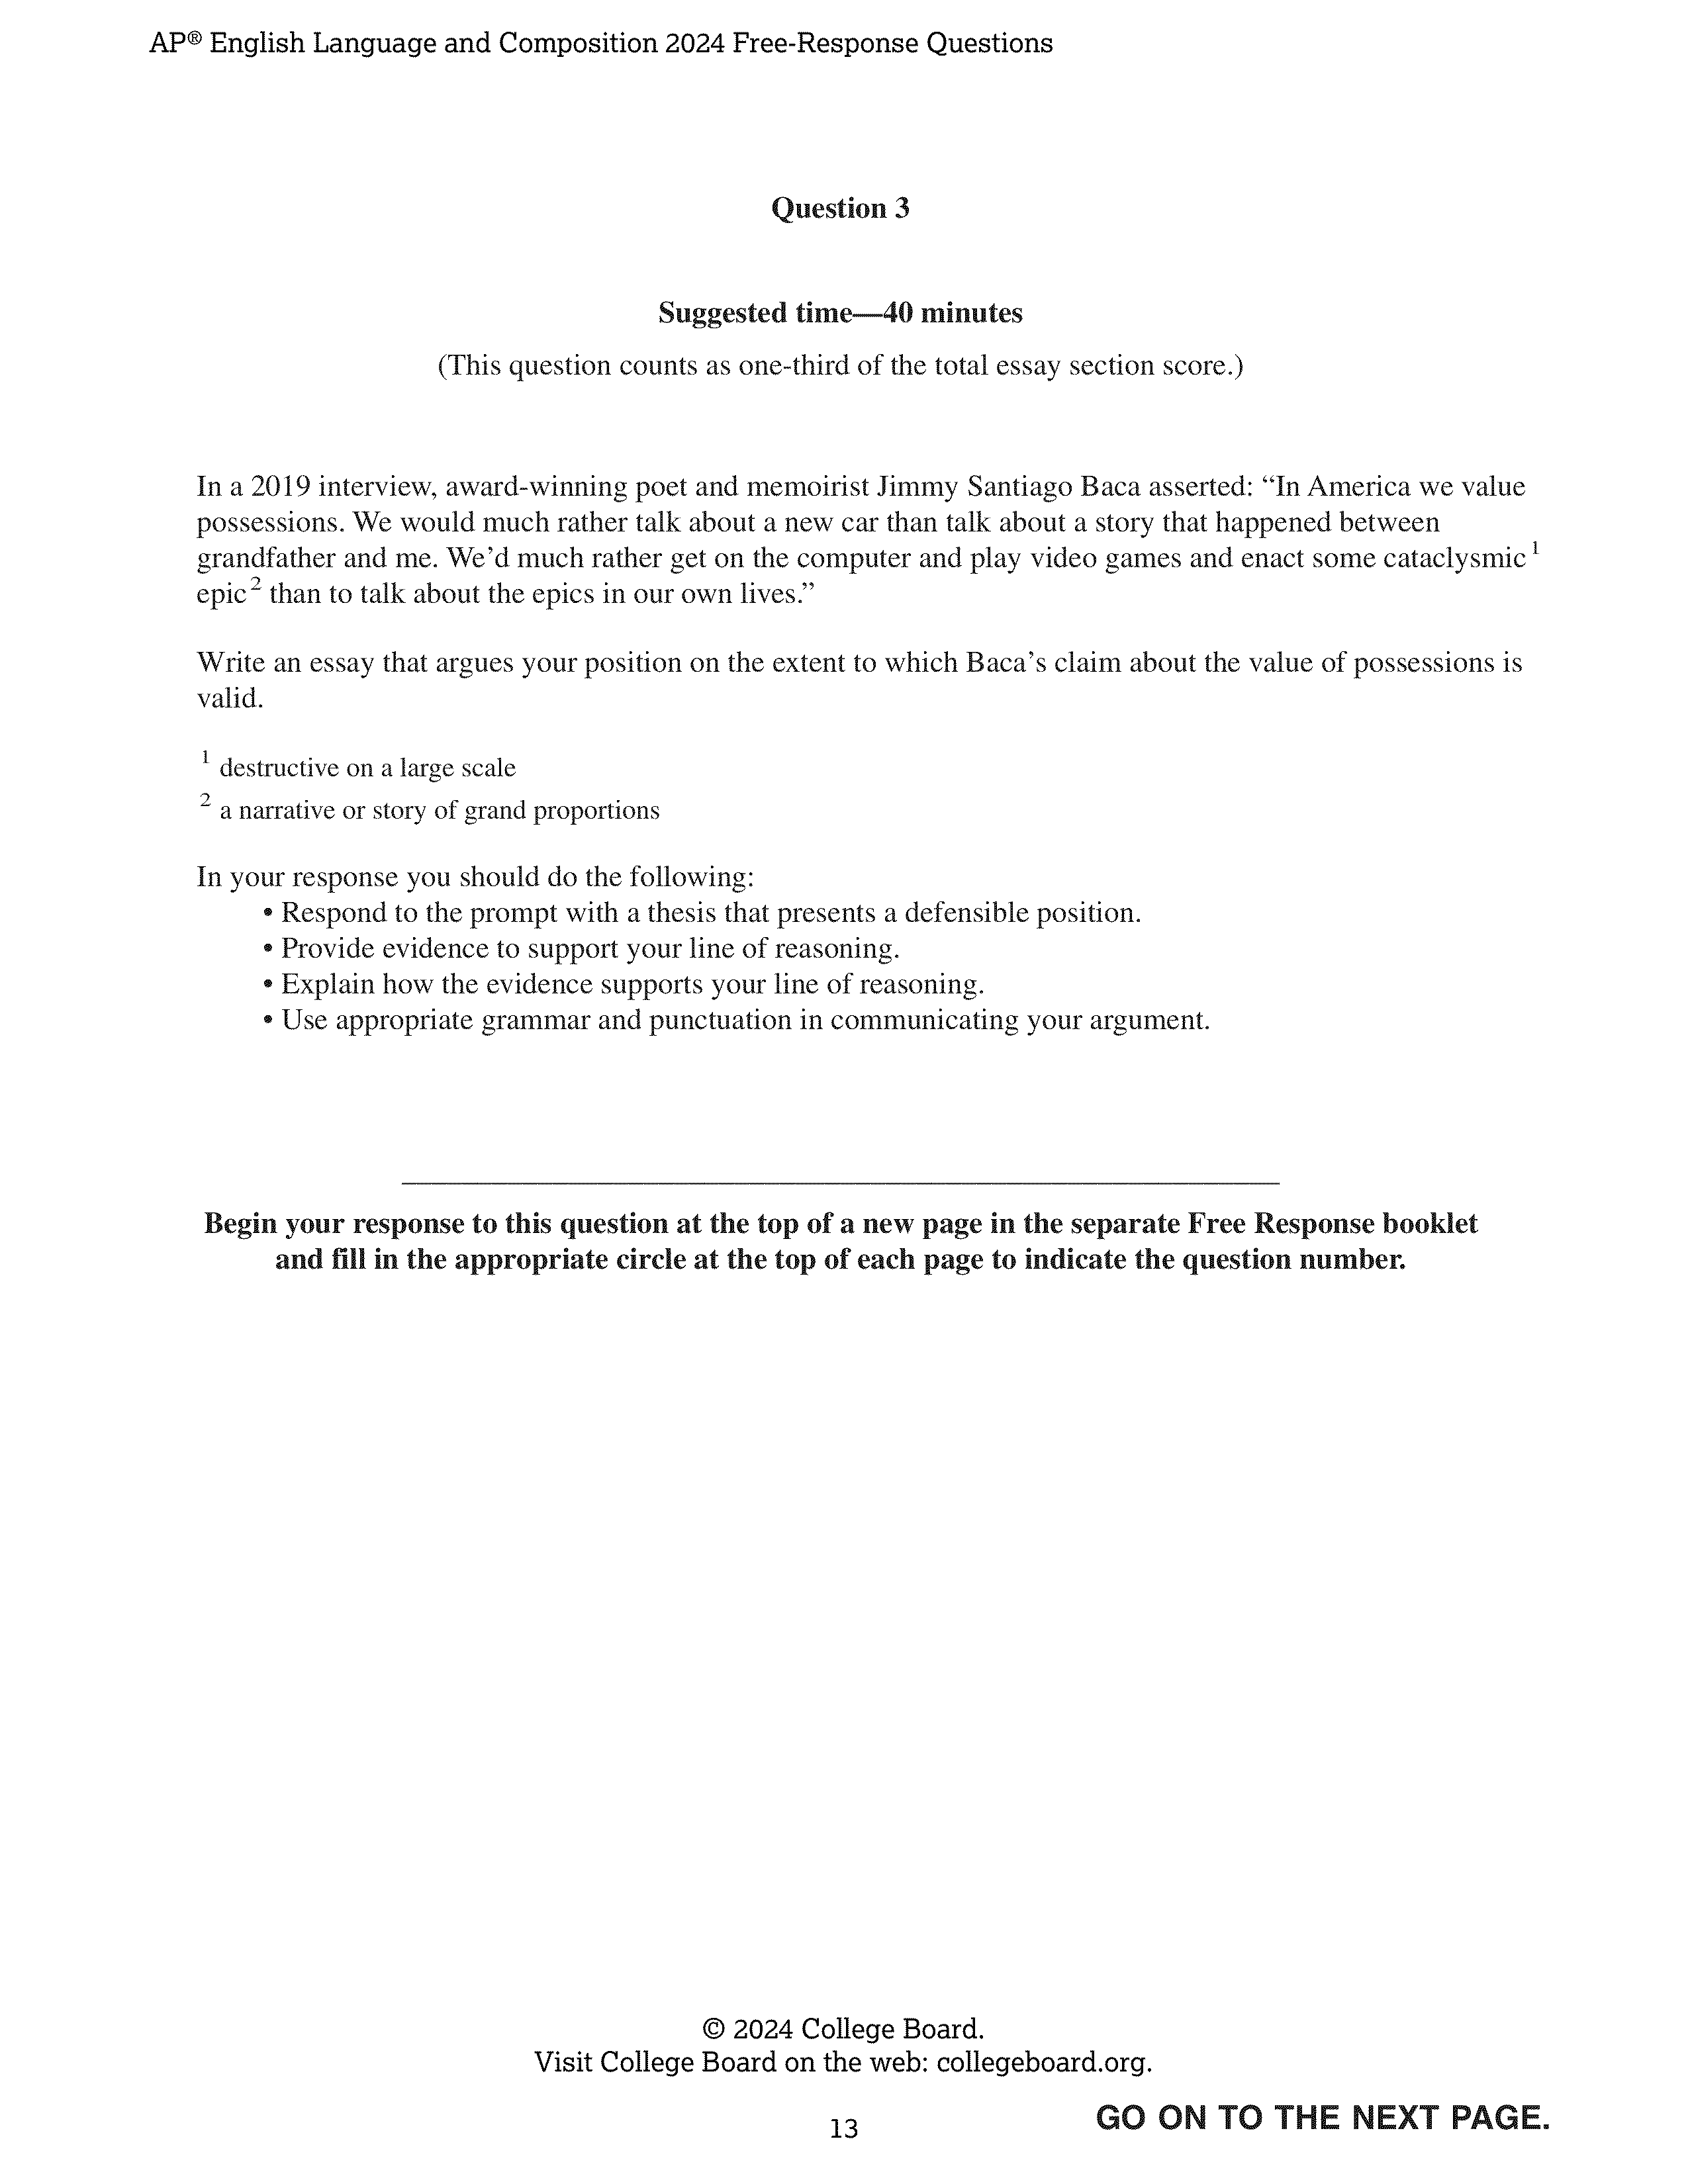 AP® English Language and Composition 2024 Free-Response Questions
Question 3
Suggested time—40 minutes
(This question counts as one-third of the total essay section score.)
In a 2019 interview, award-winning poet and memoirist Jimmy Santiago Baca asserted: “In America we value
possessions. We would much rather talk about a new car than talk about a story that happened between
grandfather and me. We’d much rather get on the computer and play video games and enact some cataclysmic 1
epic 2 than to talk about the epics in our own lives.”
Write an essay that argues your position on the extent to which Baca’s claim about the value of possessions is
valid.
1 destructive on a large scale
2 a narrative or story of grand proportions
In your response you should do the following:
• Respond to the prompt with a thesis that presents a defensible position.
• Provide evidence to support your line of reasoning.
• Explain how the evidence supports your line of reasoning.
• Use appropriate grammar and punctuation in communicating your argument.
Begin your response to this question at the top of a new page in the separate Free Response booklet
and fill in the appropriate circle at the top of each page to indicate the question number.
© 2024 College Board.
Visit College Board on the web: collegeboard.org.
GO ON TO THE NEXT PAGE.
13